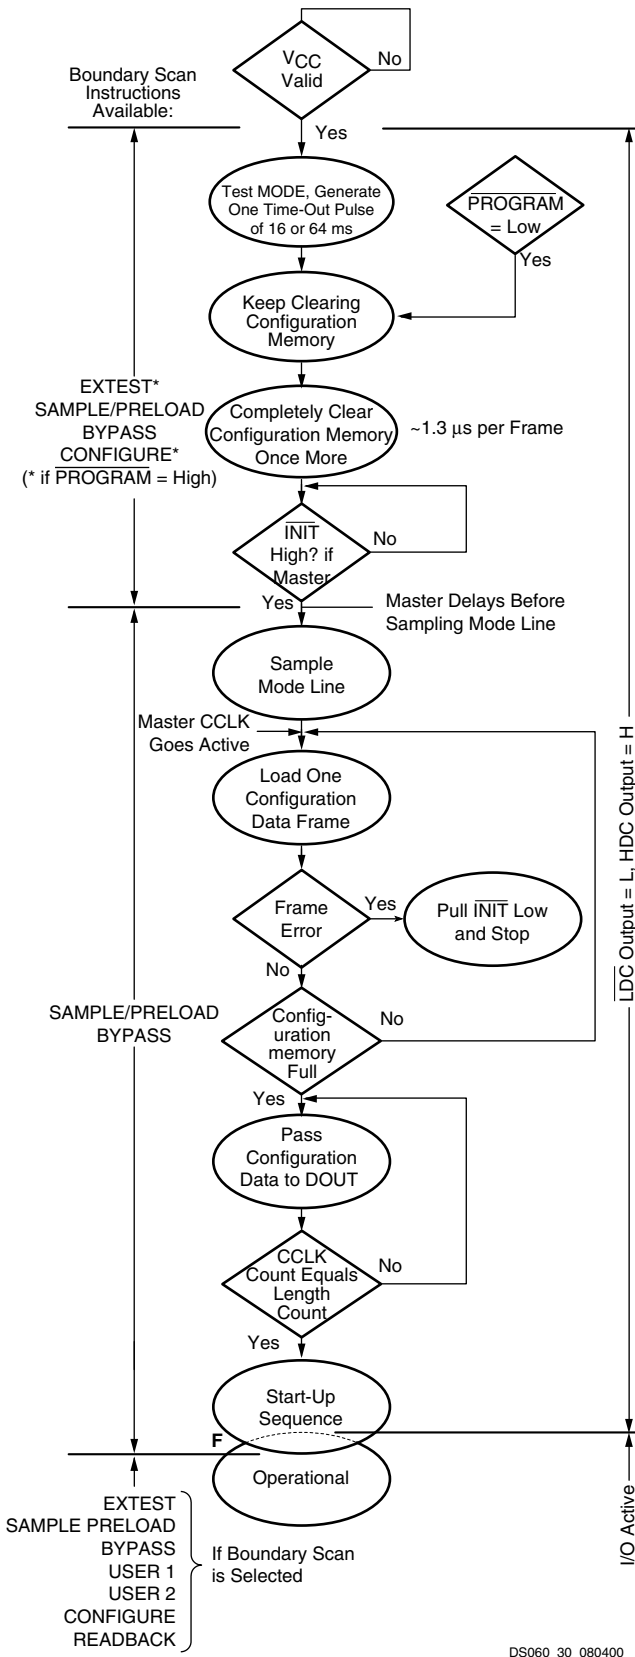 VCC
Valid
No
Boundary Scan
Instructions
Available:
Yes
Test MODE, Generate
One Time-Out Pulse
of 16 or 64 ms
PROGRAM
= Low
Yes
Keep Clearing
Configuration
Memory
EXTEST*
SAMPLE/PRELOAD
BYPASS
CONFIGURE*
(* if PROGRAM = High)
Completely Clear
Configuration Memory
Once More
~1.3 µs per Frame
INIT
High? if
Master
No
Yes
Master Delays Before
Sampling Mode Line
Sample
Mode Line
Master CCLK
Goes Active
Load One
Configuration
Data Frame
LDC Output = L, HDC Output = H
Frame
Error
Yes
Pull INIT Low
and Stop
No
SAMPLE/PRELOAD
BYPASS
Config-
uration
memory
Full
No
Yes
Pass
Configuration
Data to DOUT
CCLK
Count Equals
Length
Count
No
Yes
Start-Up
Sequence
F
Operational
I/O Active
EXTEST
SAMPLE PRELOAD
BYPASS
USER 1
USER 2
CONFIGURE
READBACK
If Boundary Scan
is Selected
DS060_30_080400